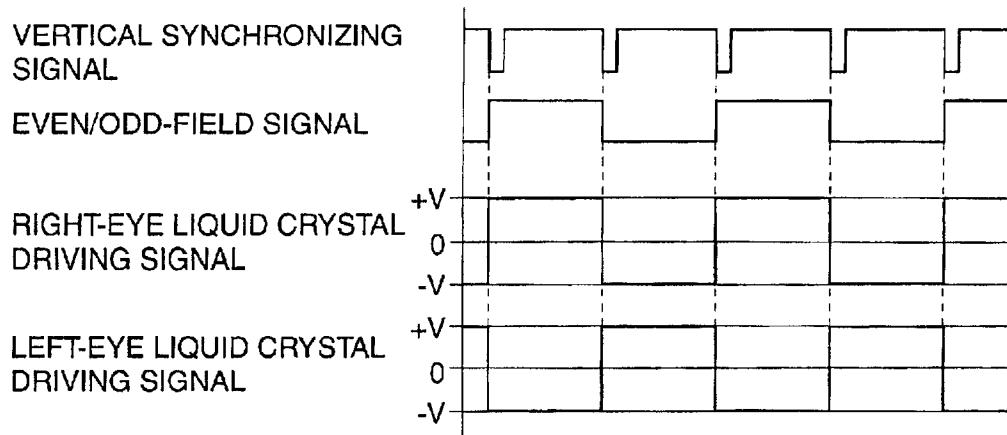 VERTICAL SYNCHRONIZING
SIGNAL
EVEN/ODD-FIELD SIGNAL
+V
RIGHT-EYE LIQUID CRYSTAL
0
DRIVING SIGNAL
-V
+V
LEFT-EYE LIQUID CRYSTAL
0
DRIVING SIGNAL
-V